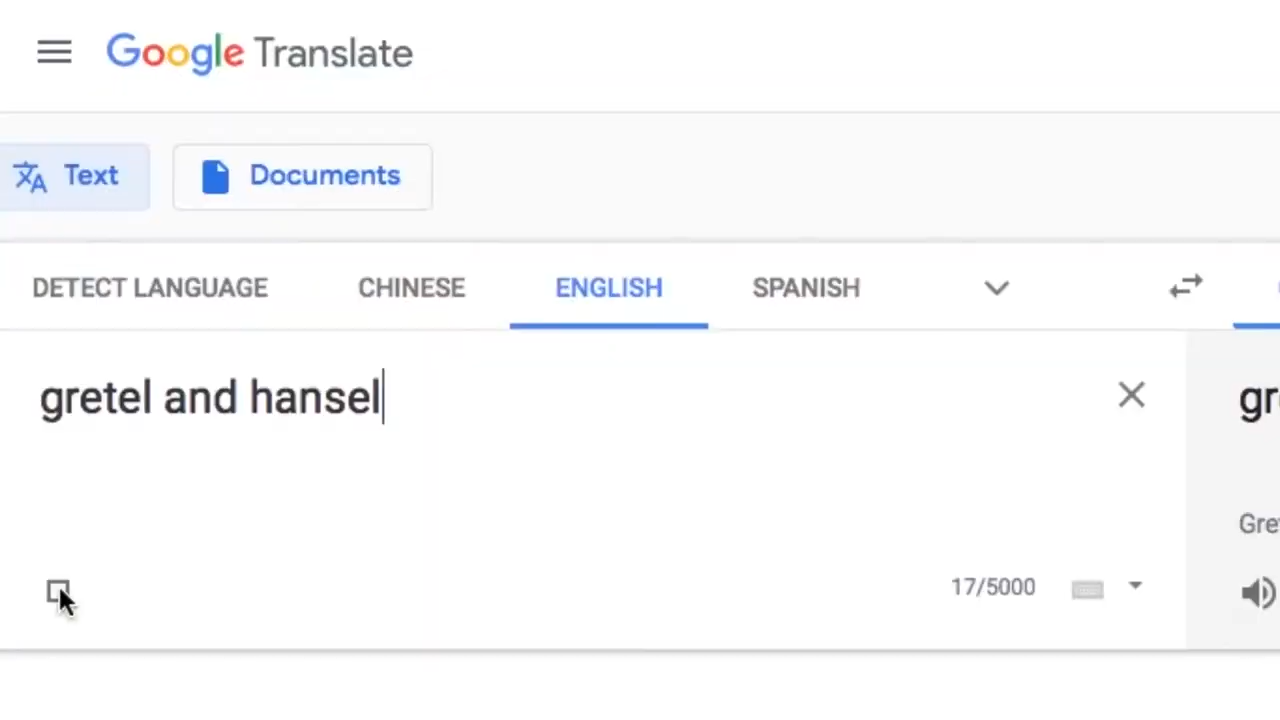 Google Translate
Text
Documents
DETECT LANGUAGE
CHINESE
ENGLISH
SPANISH
gretel and hansel
17/5000